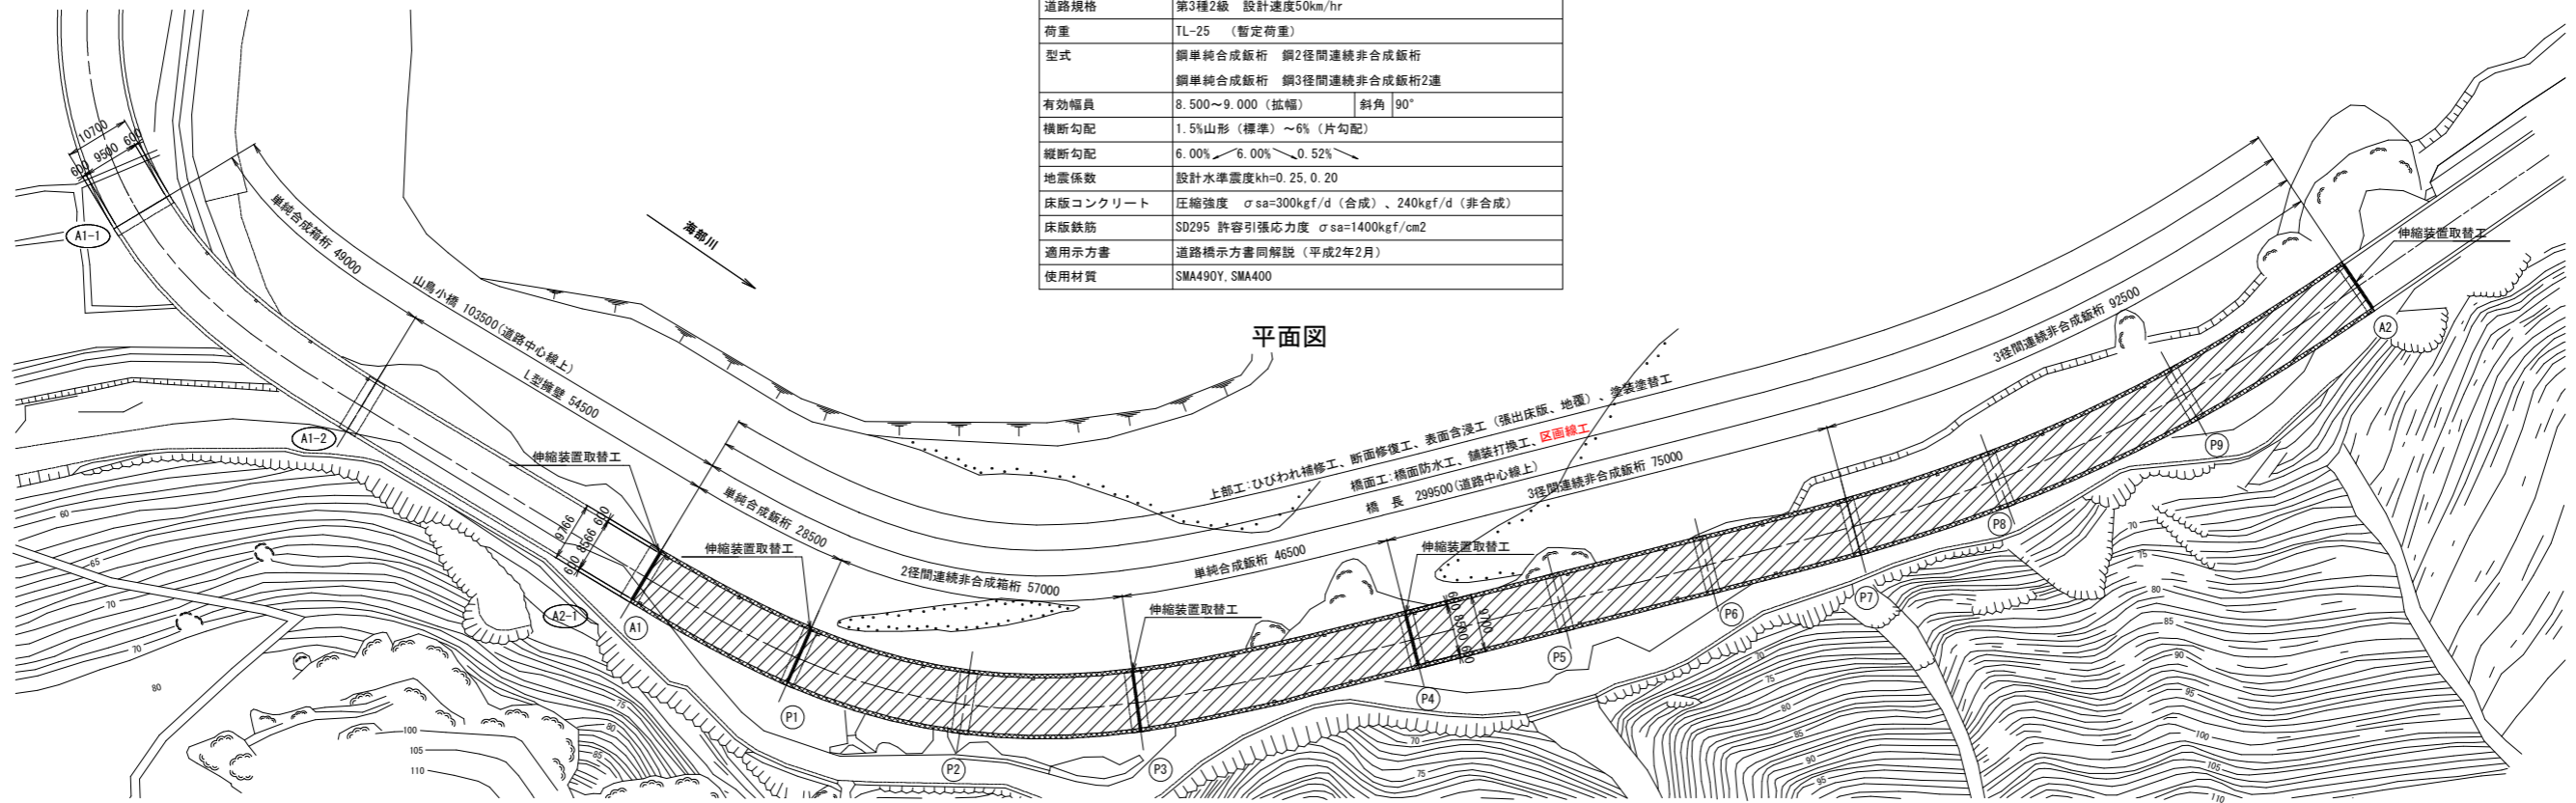 道路規格 第3種2級 設計速度50km/hr
荷重 TL-25 (暫定荷重)
型式 鋼単純合成鈑桁 鋼2径間連続非合成鈑桁
鋼単純合成鈑桁 鋼3径間連続非合成鈑桁2連
有効幅員 8.500～9.000 (拡幅) 斜角 90°
横断勾配 1.5%山形 (標準) ～6% (片勾配)
縦断勾配 6.00% 6.00% 0.52%
地震係数 設計水準震度kh=0.25,0.20
床版コンクリート 圧縮強度 σsa=300kgf/d (合成) 、240kgf/d (非合成)
床版鉄筋 SD295 許容引張応力度 σsa=1400kgf/cm2
適用示方書 道路橋示方書同解説 (平成2年2月)
使用材質 SMA490Y,SMA400
平面図
海部川
10700
600 9500 600
A1-1
単純合成箱桁 49000
山鳥小橋 103500(道路中心線上)
L型擁壁 54500
A1-2
伸縮装置取替工
9766
600 8566 600
A2-1
A1
単純合成鈑桁 28500
伸縮装置取替工
P1
2径間連続非合成箱桁 57000
P2
伸縮装置取替工
P3
単純合成鈑桁 46500
伸縮装置取替工
600 8500 600
9700
P4
上部工:ひびわれ補修工、断面修復工、表面含浸工 (張出床版、地覆) 、塗装塗替工
橋面工:橋面防水工、舗装打換工、区画線工
橋 長 299500(道路中心線上)
3径間連続非合成鈑桁 75000
P5
P6
P7
3径間連続非合成鈑桁 92500
P8
P9
伸縮装置取替工
A2
60
65
70
70
80
75
80
85
100
105
110
70
75
70
75
80
85
90
95
70
75
80
85
90
95
100
105
110